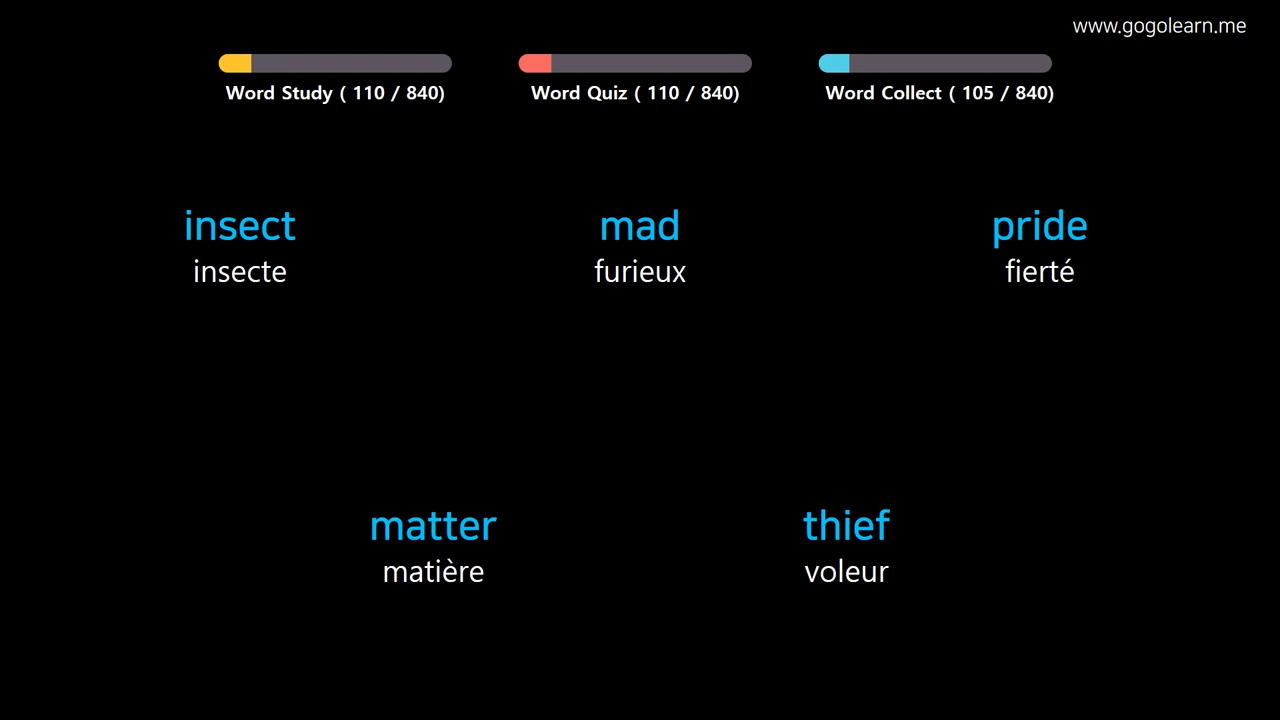 www.gogolearn.me
Word Study ( 110 / 840)
Word Quiz ( 110 / 840)
Word Collect ( 105 / 840)
insect
insecte
mad
furieux
pride
fierté
matter
matière
thief
voleur